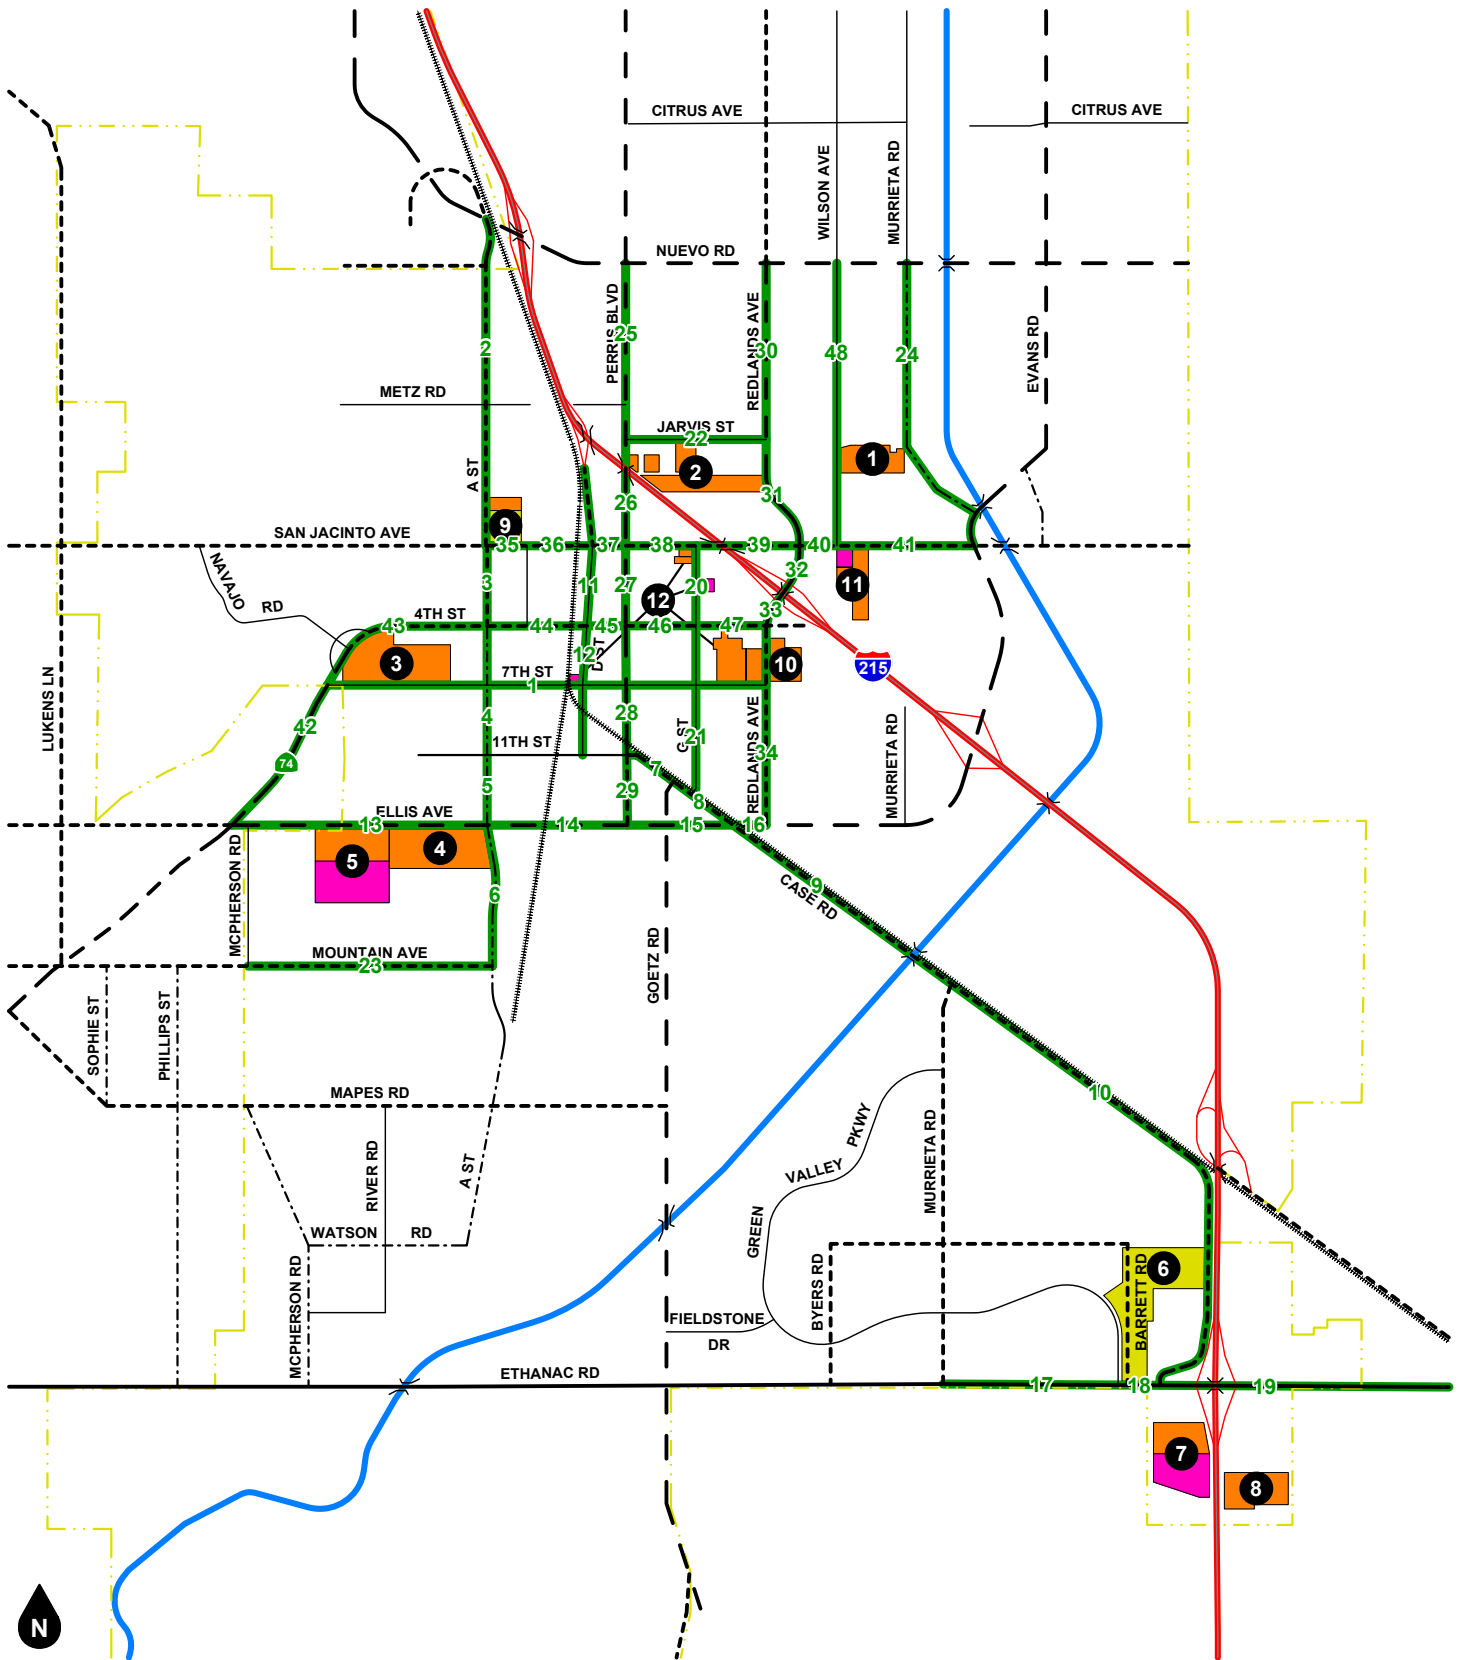 CITRUS AVE
CITRUS AVE
WILSON AVE
MURRIETA RD
NUEVO RD
PERRIS BLVD
25
REDLANDS AVE
30
48
24
EVANS RD
2
METZ RD
JARVIS ST
22
A ST
2
1
31
26
9
SAN JACINTO AVE
35
36
37
38
39
40
41
NAVAJO
RD
3
11
27
12
20
32
11
33
4TH ST
43
44
45
46
47
D ST
12
3
10
215
7TH ST
1
LUKENS LN
42
4
28
G ST
21
REDLANDS AVE
34
MURRIETA RD
11TH ST
74
7
5
29
8
ELLIS AVE
13
14
15
16
MCPHERSON RD
5
4
6
9
CASE RD
MOUNTAIN AVE
23
GOETZ RD
SOPHIE ST
PHILLIPS ST
MAPES RD
10
RIVER RD
A ST
GREEN
VALLEY
PKWY
MURRIETA RD
WATSON
RD
MCPHERSON RD
BYERS RD
BARRETT RD
6
FIELDSTONE
DR
ETHANAC RD
17
18
19
7
8
N